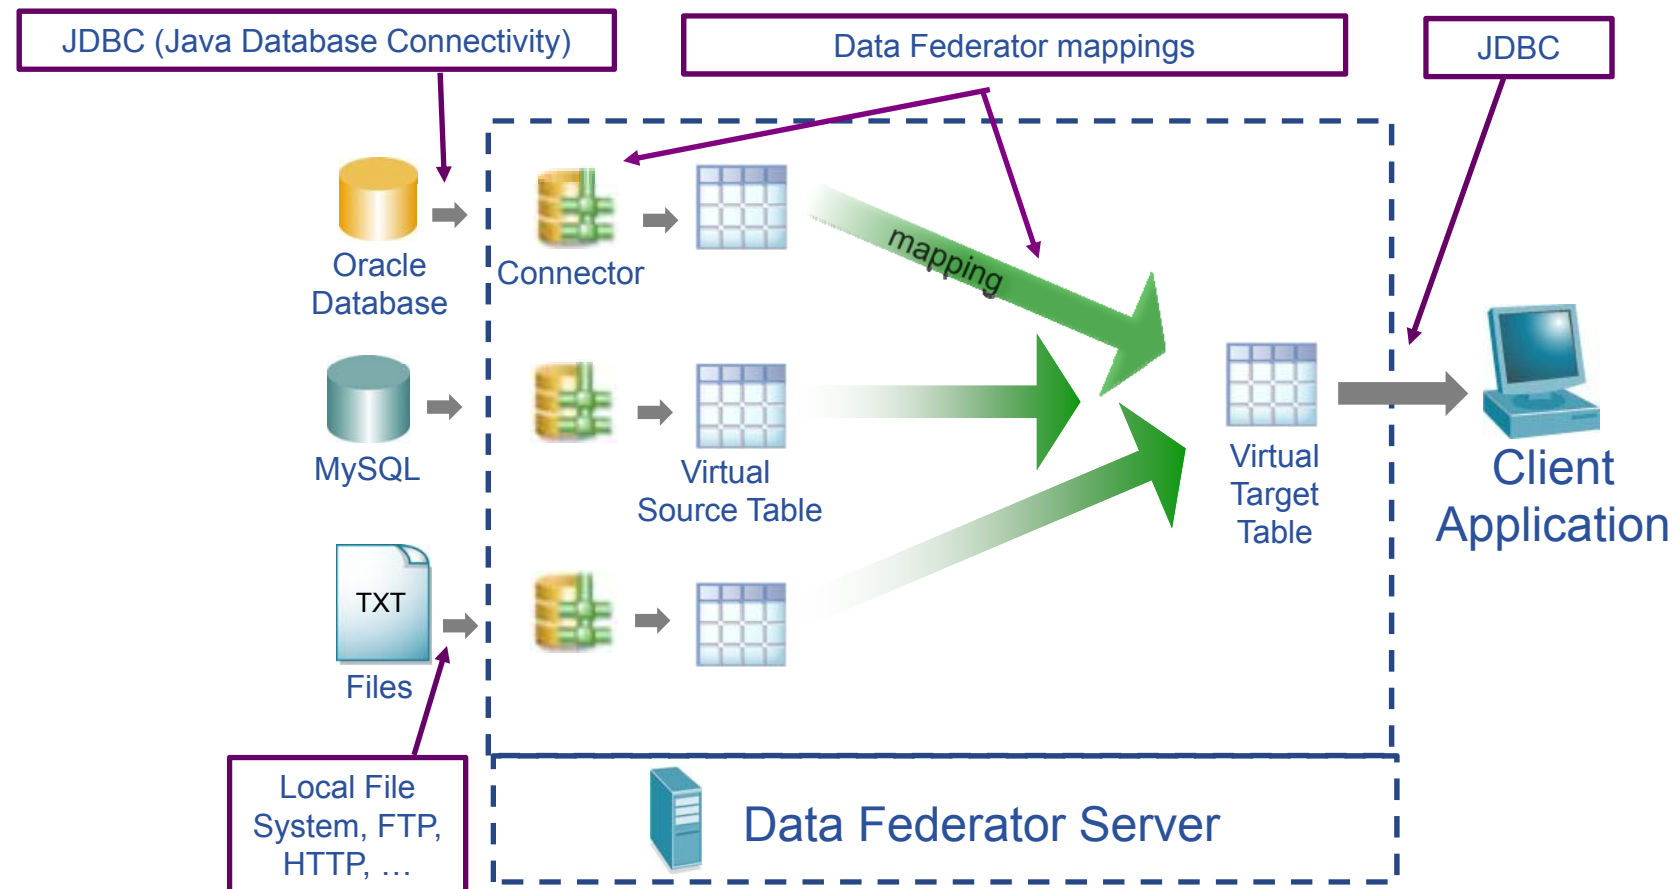 JDBC (Java Database Connectivity)
Data Federator mappings
JDBC
mapping
Oracle
Database
Connector
MySQL
Virtual
Source Table
Virtual
Target
Table
Client
Application
TXT
Files
Local File
System, FTP,
HTTP, …
Data Federator Server